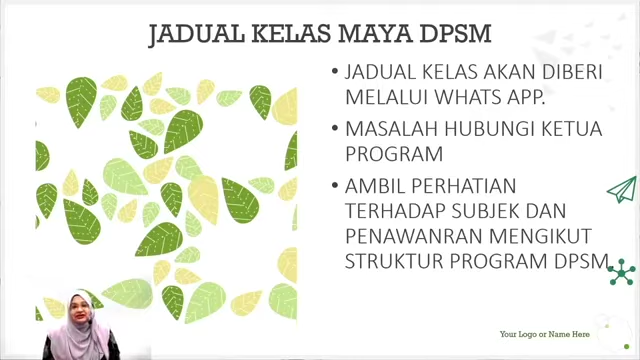 JADUAL KELAS MAYA DPSM
• JADUAL KELAS AKAN DIBERI
MELALUI WHATS APP.
• MASALAH HUBUNGI KETUA
PROGRAM
• AMBIL PERHATIAN
TERHADAP SUBJEK DAN
PENAWANRAN MENGIKUT
STRUKTUR PROGRAM DPSM
Your Logo or Name Here